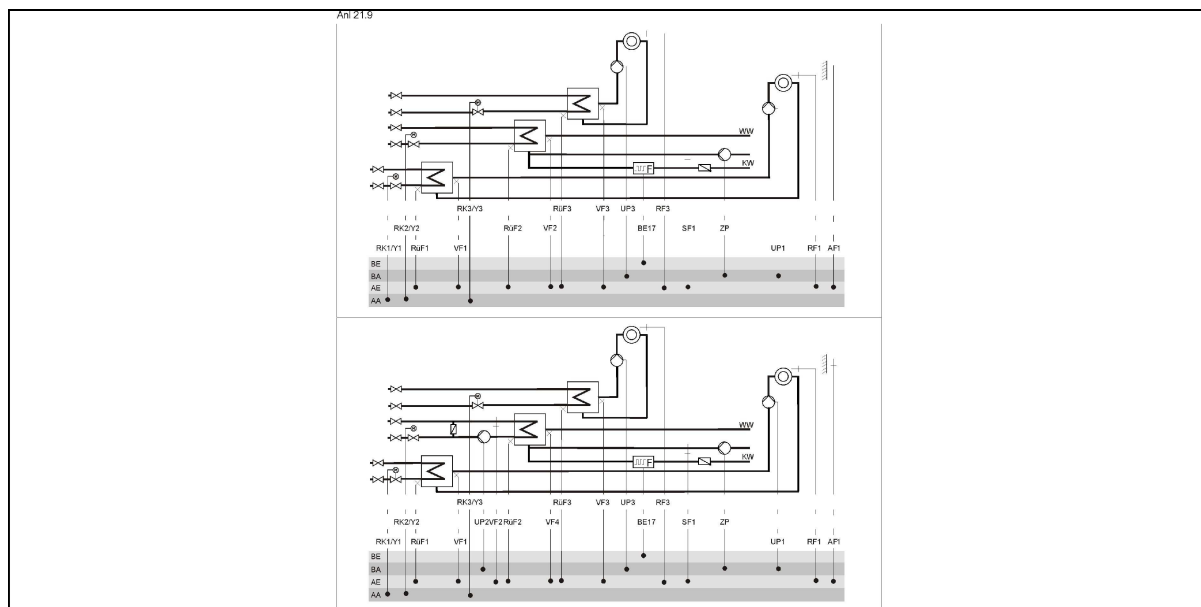 Anl 21.9
WW
KW
RK3/Y3 RüF3 VF3 UP3 RF3
RK2/Y2 RüF2 VF2 BE17 SF1 ZP
RK1/Y1 RüF1 VF1 UP1 RF1 AF1
BE
BA
AE
AA
WW
KW
RK3/Y3 RüF3 VF3 UP3 RF3
RK2/Y2 UP2 VF2 RüF2 VF4 BE17 SF1 ZP
RK1/Y1 RüF1 VF1 UP1 RF1 AF1
BE
BA
AE
AA